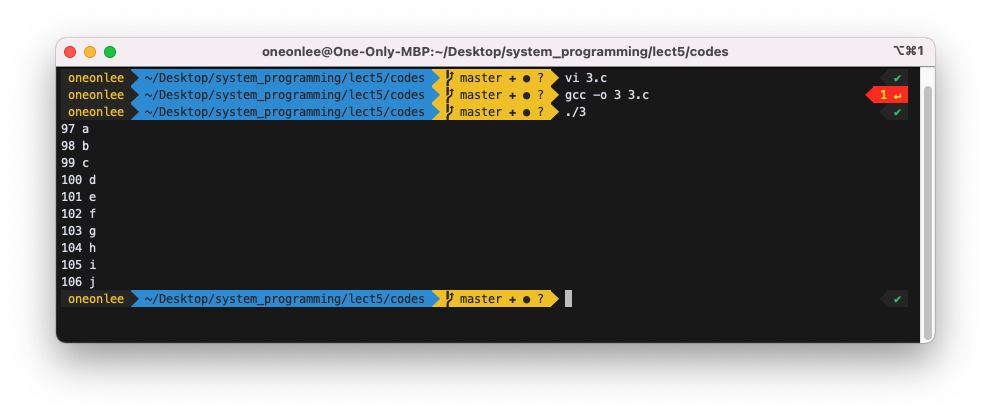 oneonlee@One-Only-MBP:~/Desktop/system_programming/lect5/codes ⌥⌘1
oneonlee ~/Desktop/system_programming/lect5/codes master ✚ ● ? vi 3.c ✔
oneonlee ~/Desktop/system_programming/lect5/codes master ✚ ● ? gcc -o 3 3.c 1 ↵
oneonlee ~/Desktop/system_programming/lect5/codes master ✚ ● ? ./3 ✔
97 a
98 b
99 c
100 d
101 e
102 f
103 g
104 h
105 i
106 j
oneonlee ~/Desktop/system_programming/lect5/codes master ✚ ● ? ✔